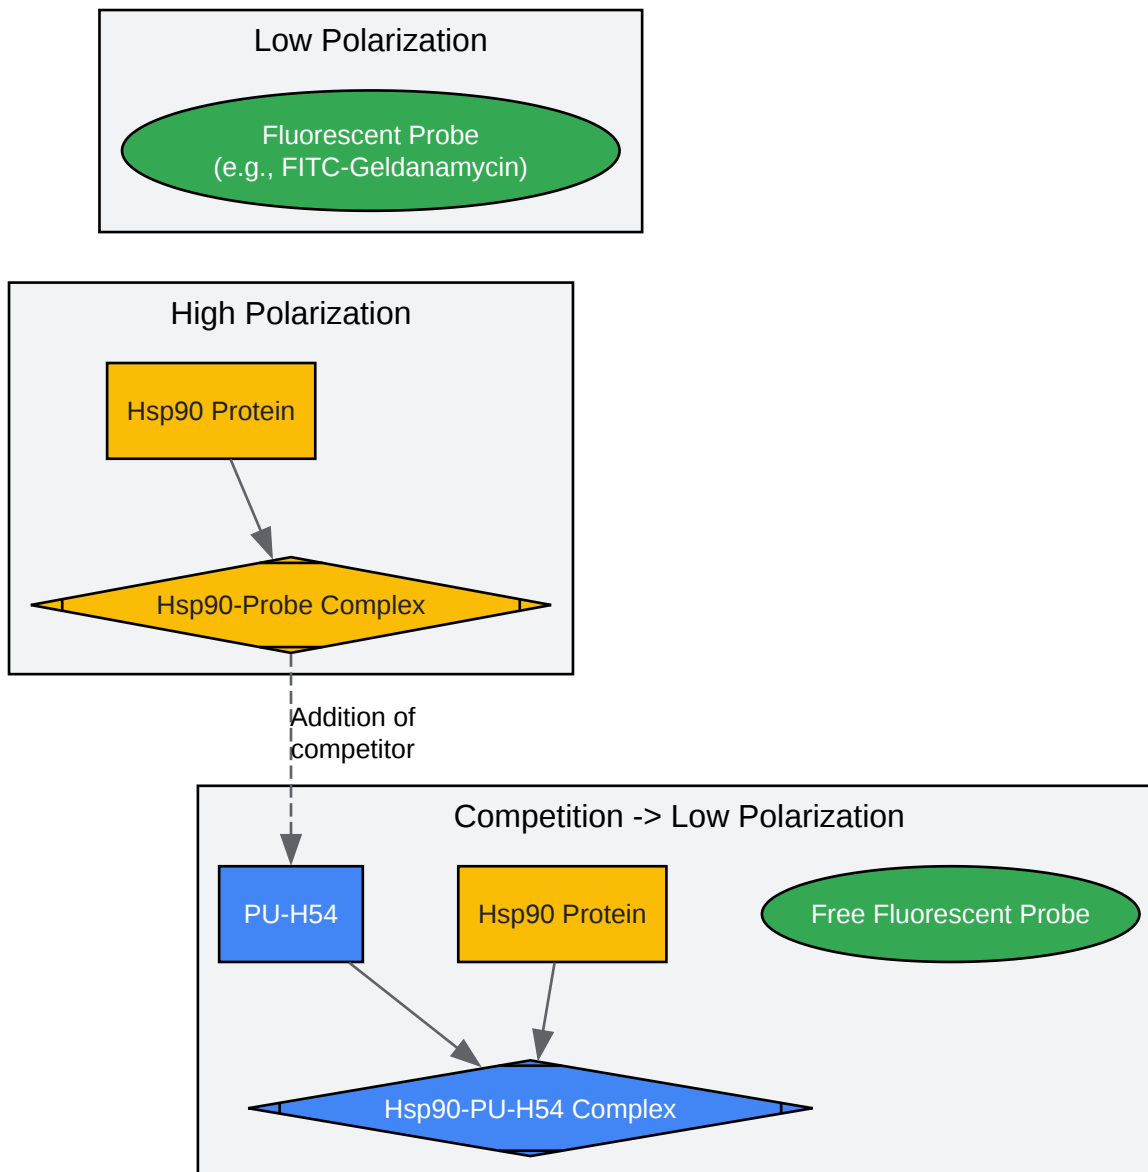 Low Polarization
Fluorescent Probe
(e.g., FITC-Geldanamycin)
High Polarization
Hsp90 Protein
Hsp90-Probe Complex
Addition of
competitor
Competition -> Low Polarization
PU-H54
Hsp90 Protein
Free Fluorescent Probe
Hsp90-PU-H54 Complex